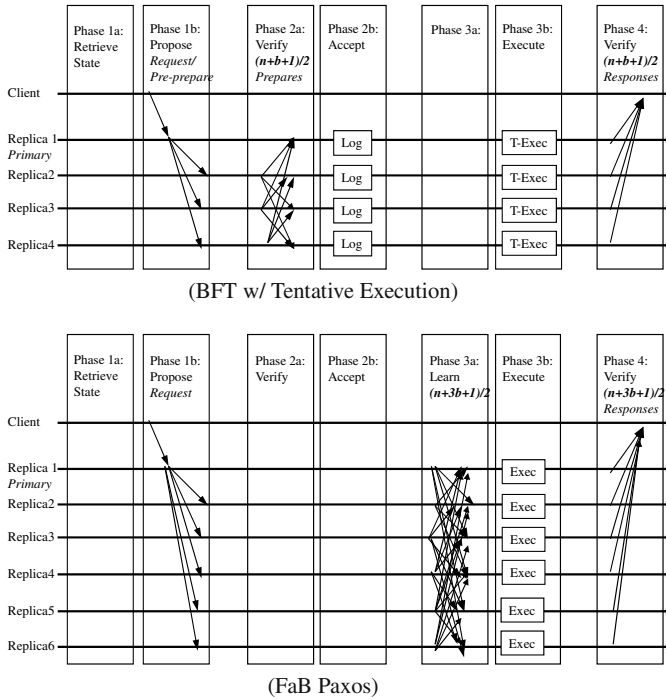 Phase 1a:
Retrieve
State
Phase 1b:
Propose
Request/
Pre-prepare
Phase 2a:
Verify
(n+b+1)/2
Prepares
Phase 2b:
Accept
Phase 3a:
Phase 3b:
Execute
Phase 4:
Verify
(n+b+1)/2
Responses
Client
Replica 1
Primary
Log
T-Exec
Replica2
Log
T-Exec
Replica3
Log
T-Exec
Replica4
Log
T-Exec
(BFT w/ Tentative Execution)
Phase 1a:
Retrieve
State
Phase 1b:
Propose
Request
Phase 2a:
Verify
Phase 2b:
Accept
Phase 3a:
Learn
(n+3b+1)/2
Phase 3b:
Execute
Phase 4:
Verify
(n+3b+1)/2
Responses
Client
Replica 1
Primary
Exec
Replica2
Exec
Replica3
Exec
Replica4
Exec
Replica5
Exec
Replica6
Exec
(FaB Paxos)